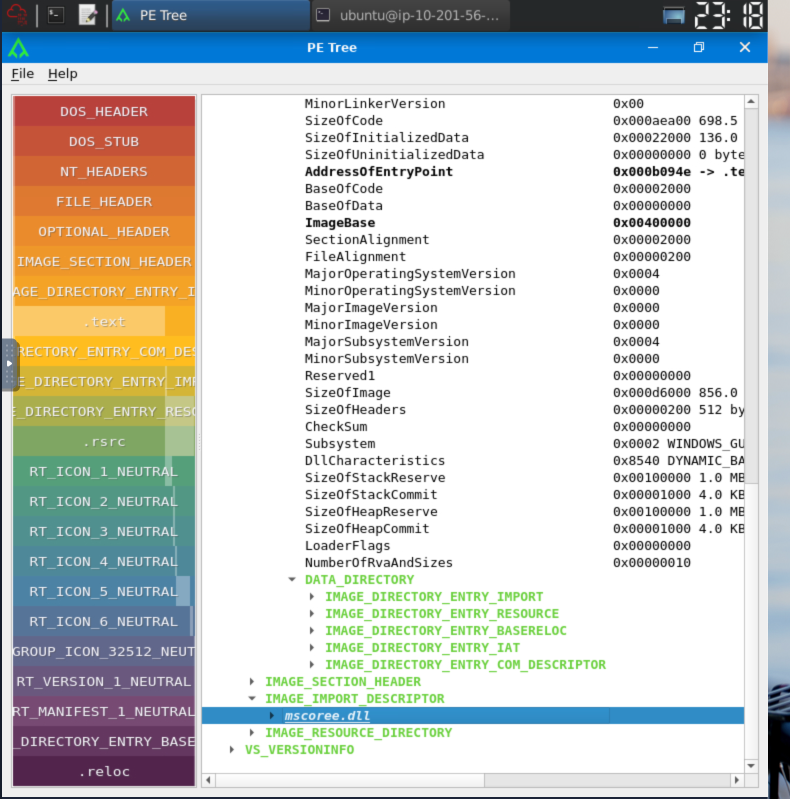 PE Tree
ubuntu@ip-10-201-56-...
23:18
PE Tree
File Help
DOS_HEADER
DOS_STUB
NT_HEADERS
FILE_HEADER
OPTIONAL_HEADER
IMAGE_SECTION_HEADER
AGE_DIRECTORY_ENTRY_I
.text
RECTORY_ENTRY_COM_DES
E_DIRECTORY_ENTRY_IMP
E_DIRECTORY_ENTRY_RESO
.rsrc
RT_ICON_1_NEUTRAL
RT_ICON_2_NEUTRAL
RT_ICON_3_NEUTRAL
RT_ICON_4_NEUTRAL
RT_ICON_5_NEUTRAL
RT_ICON_6_NEUTRAL
GROUP_ICON_32512_NEUT
RT_VERSION_1_NEUTRAL
RT_MANIFEST_1_NEUTRAL
_DIRECTORY_ENTRY_BASE
.reloc
MinorLinkerVersion 0x00
SizeOfCode 0x000aea00 698.5
SizeOfInitializedData 0x00022000 136.0
SizeOfUninitializedData 0x00000000 0 byte
AddressOfEntryPoint 0x000b094e -> .te
BaseOfCode 0x00002000
BaseOfData 0x00000000
ImageBase 0x00400000
SectionAlignment 0x00002000
FileAlignment 0x00000200
MajorOperatingSystemVersion 0x0004
MinorOperatingSystemVersion 0x0000
MajorImageVersion 0x0000
MinorImageVersion 0x0000
MajorSubsystemVersion 0x0004
MinorSubsystemVersion 0x0000
Reserved1 0x00000000
SizeOfImage 0x000d6000 856.0
SizeOfHeaders 0x00000200 512 by
CheckSum 0x00000000
Subsystem 0x0002 WINDOWS_GU
DllCharacteristics 0x8540 DYNAMIC_BA
SizeOfStackReserve 0x00100000 1.0 MB
SizeOfStackCommit 0x00001000 4.0 KB
SizeOfHeapReserve 0x00100000 1.0 MB
SizeOfHeapCommit 0x00001000 4.0 KB
LoaderFlags 0x00000000
NumberOfRvaAndSizes 0x00000010
DATA_DIRECTORY
IMAGE_DIRECTORY_ENTRY_IMPORT
IMAGE_DIRECTORY_ENTRY_RESOURCE
IMAGE_DIRECTORY_ENTRY_BASERELOC
IMAGE_DIRECTORY_ENTRY_IAT
IMAGE_DIRECTORY_ENTRY_COM_DESCRIPTOR
IMAGE_SECTION_HEADER
IMAGE_IMPORT_DESCRIPTOR
mscoree.dll
IMAGE_RESOURCE_DIRECTORY
VS_VERSIONINFO